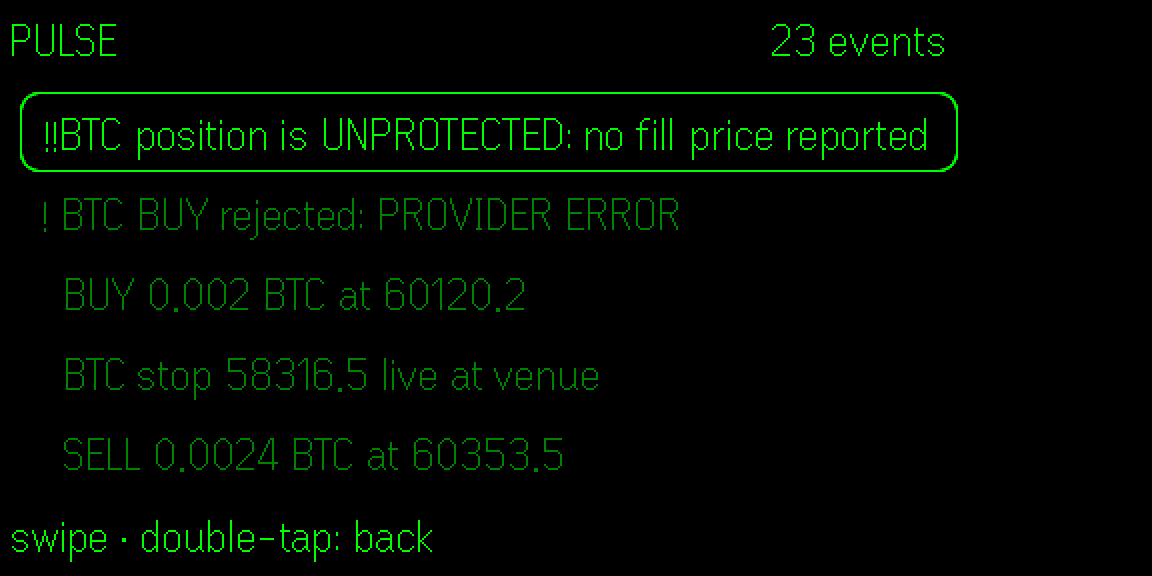 PULSE 23 events
!!BTC position is UNPROTECTED: no fill price reported
! BTC BUY rejected: PROVIDER ERROR
BUY 0.002 BTC at 60120.2
BTC stop 58316.5 live at venue
SELL 0.0024 BTC at 60353.5
swipe · double-tap: back